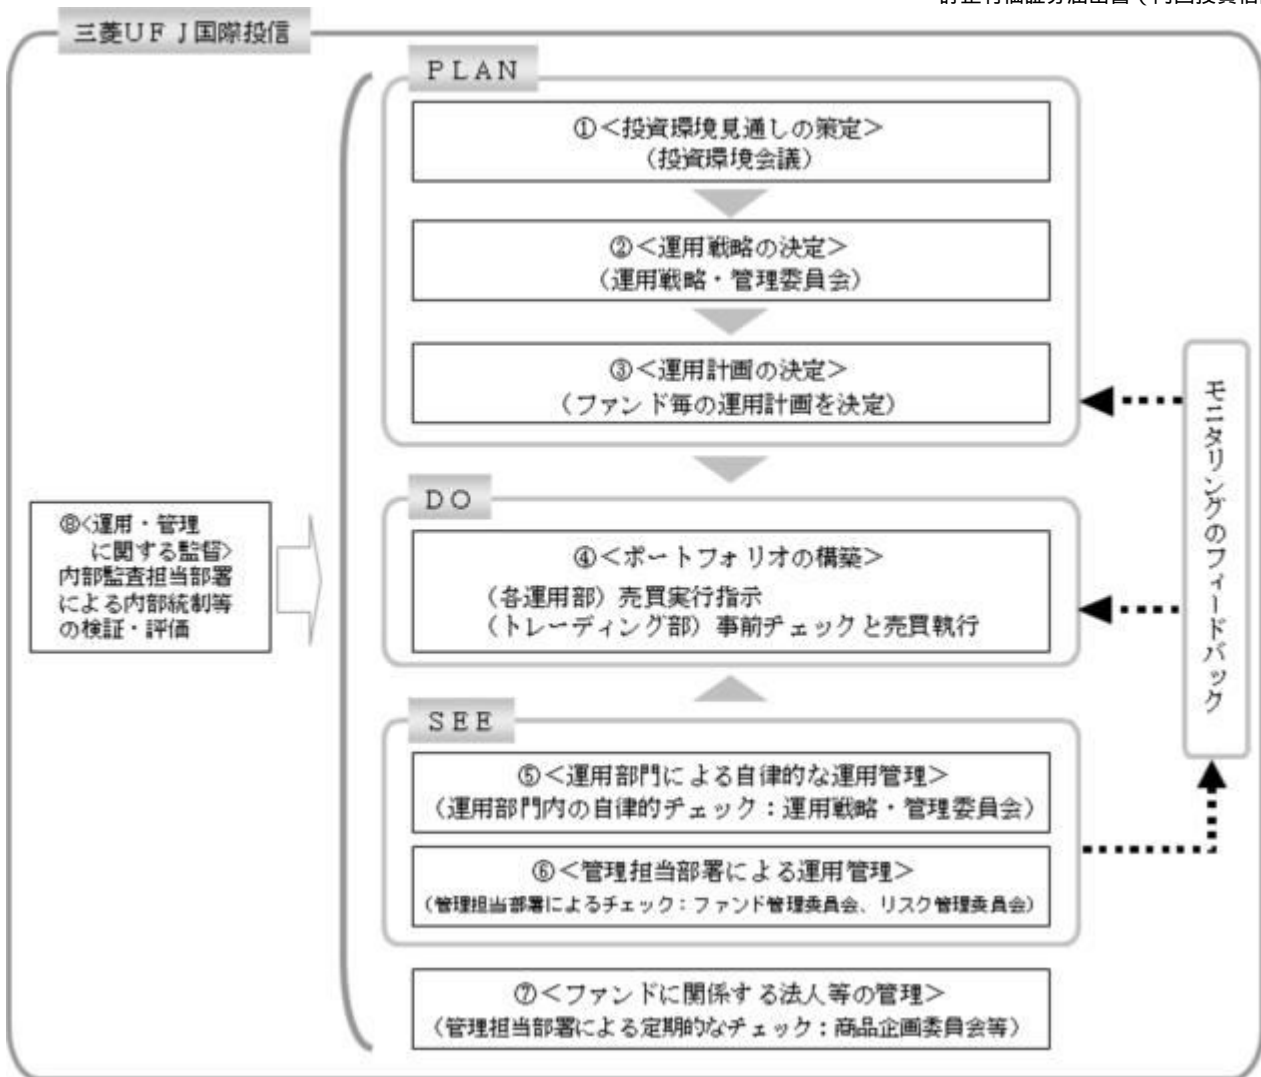 三菱ＵＦＪ国際投信
ＰＬＡＮ
①＜投資環境見通しの策定＞
（投資環境会議）
②＜運用戦略の決定＞
（運用戦略・管理委員会）
③＜運用計画の決定＞
（ファンド毎の運用計画を決定）
ＤＯ
④＜ポートフォリオの構築＞
（各運用部）売買実行指示
（トレーディング部）事前チェックと売買執行
ＳＥＥ
⑤＜運用部門による自律的な運用管理＞
（運用部門内の自律的チェック：運用戦略・管理委員会）
⑥＜管理担当部署による運用管理＞
（管理担当部署によるチェック：ファンド管理委員会、リスク管理委員会）
⑦＜ファンドに関係する法人等の管理＞
（管理担当部署による定期的なチェック：商品企画委員会等）
⑧＜運用・管理
に関する監督＞
内部監査担当部署
による内部統制等
の検証・評価
モニタリングのフィードバック